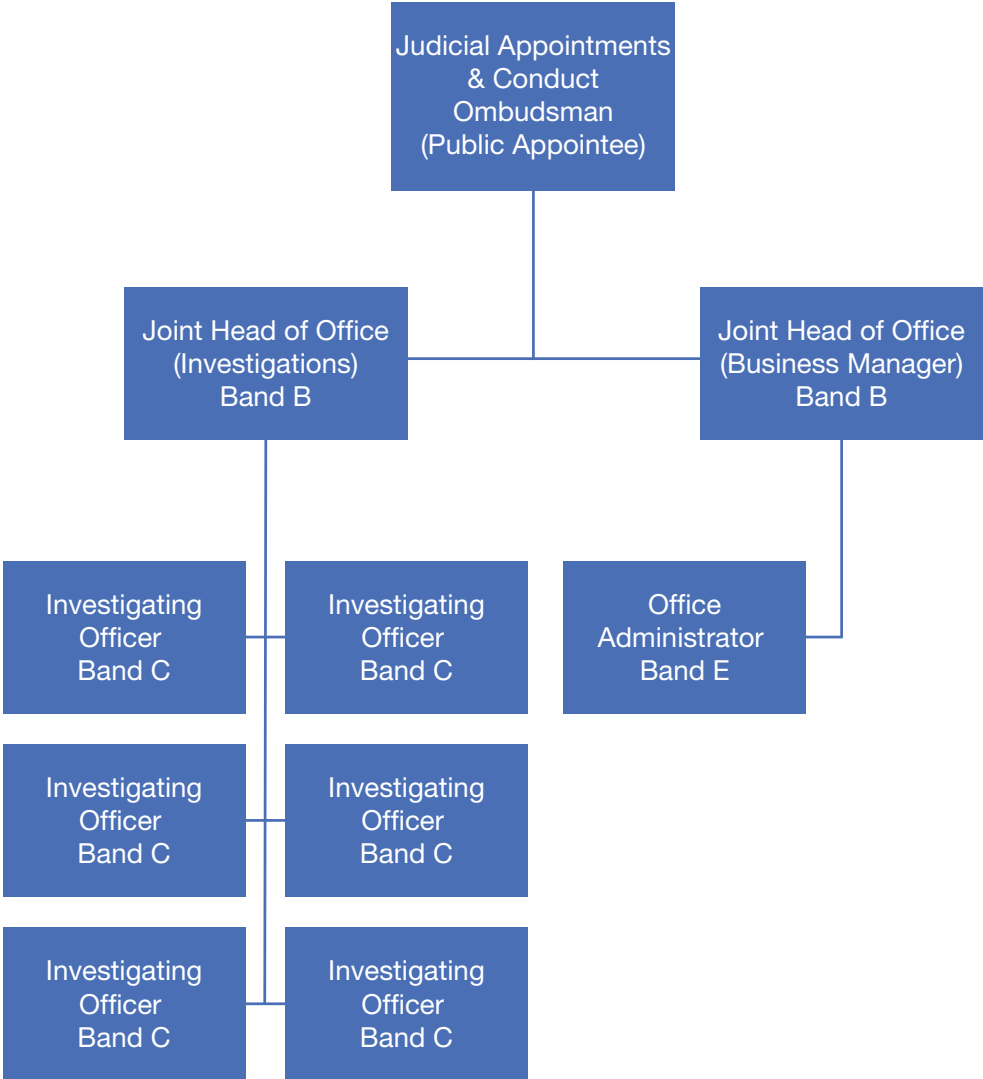 Judicial Appointments
& Conduct
Ombudsman
(Public Appointee)
Joint Head of Office
(Investigations)
Band B
Joint Head of Office
(Business Manager)
Band B
Investigating
Officer
Band C
Investigating
Officer
Band C
Office
Administrator
Band E
Investigating
Officer
Band C
Investigating
Officer
Band C
Investigating
Officer
Band C
Investigating
Officer
Band C